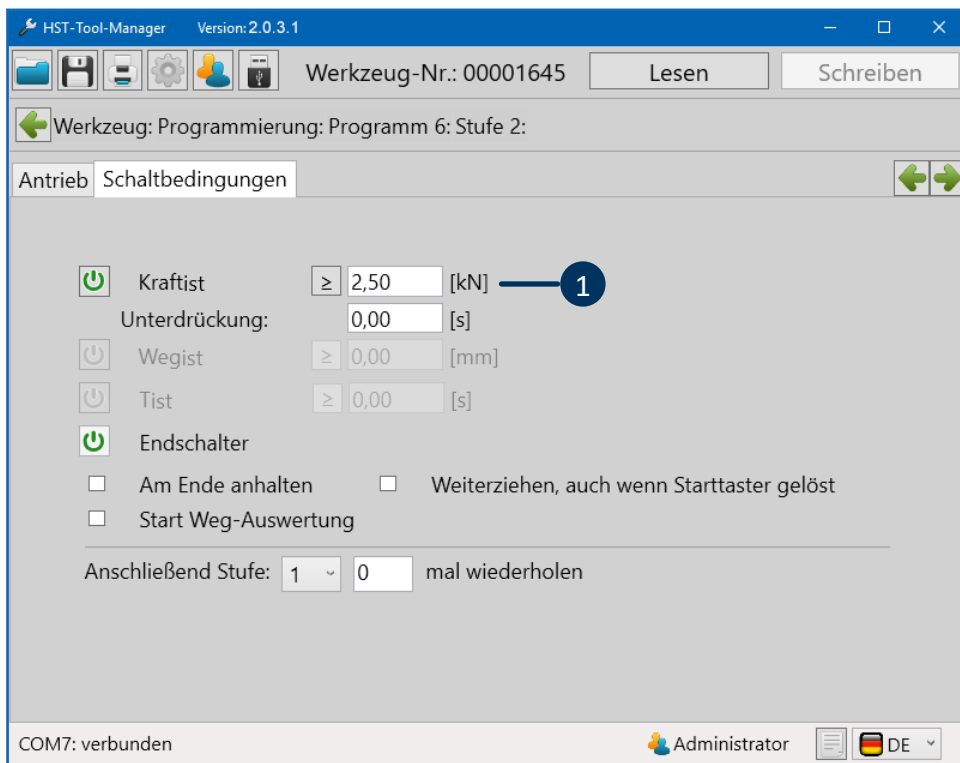 HST-Tool-Manager Version: 2.0.3.1
Werkzeug-Nr.: 00001645 Lesen Schreiben
Werkzeug: Programmierung: Programm 6: Stufe 2:
Antrieb Schaltbedingungen
Kraftist ≥ 2,50 [kN] 1
Unterdrückung: 0,00 [s]
Wegist ≥ 0,00 [mm]
Tist ≥ 0,00 [s]
Endschalter
Am Ende anhalten Weiterziehen, auch wenn Starttaster gelöst
Start Weg-Auswertung
Anschließend Stufe: 1 0 mal wiederholen
COM7: verbunden Administrator DE